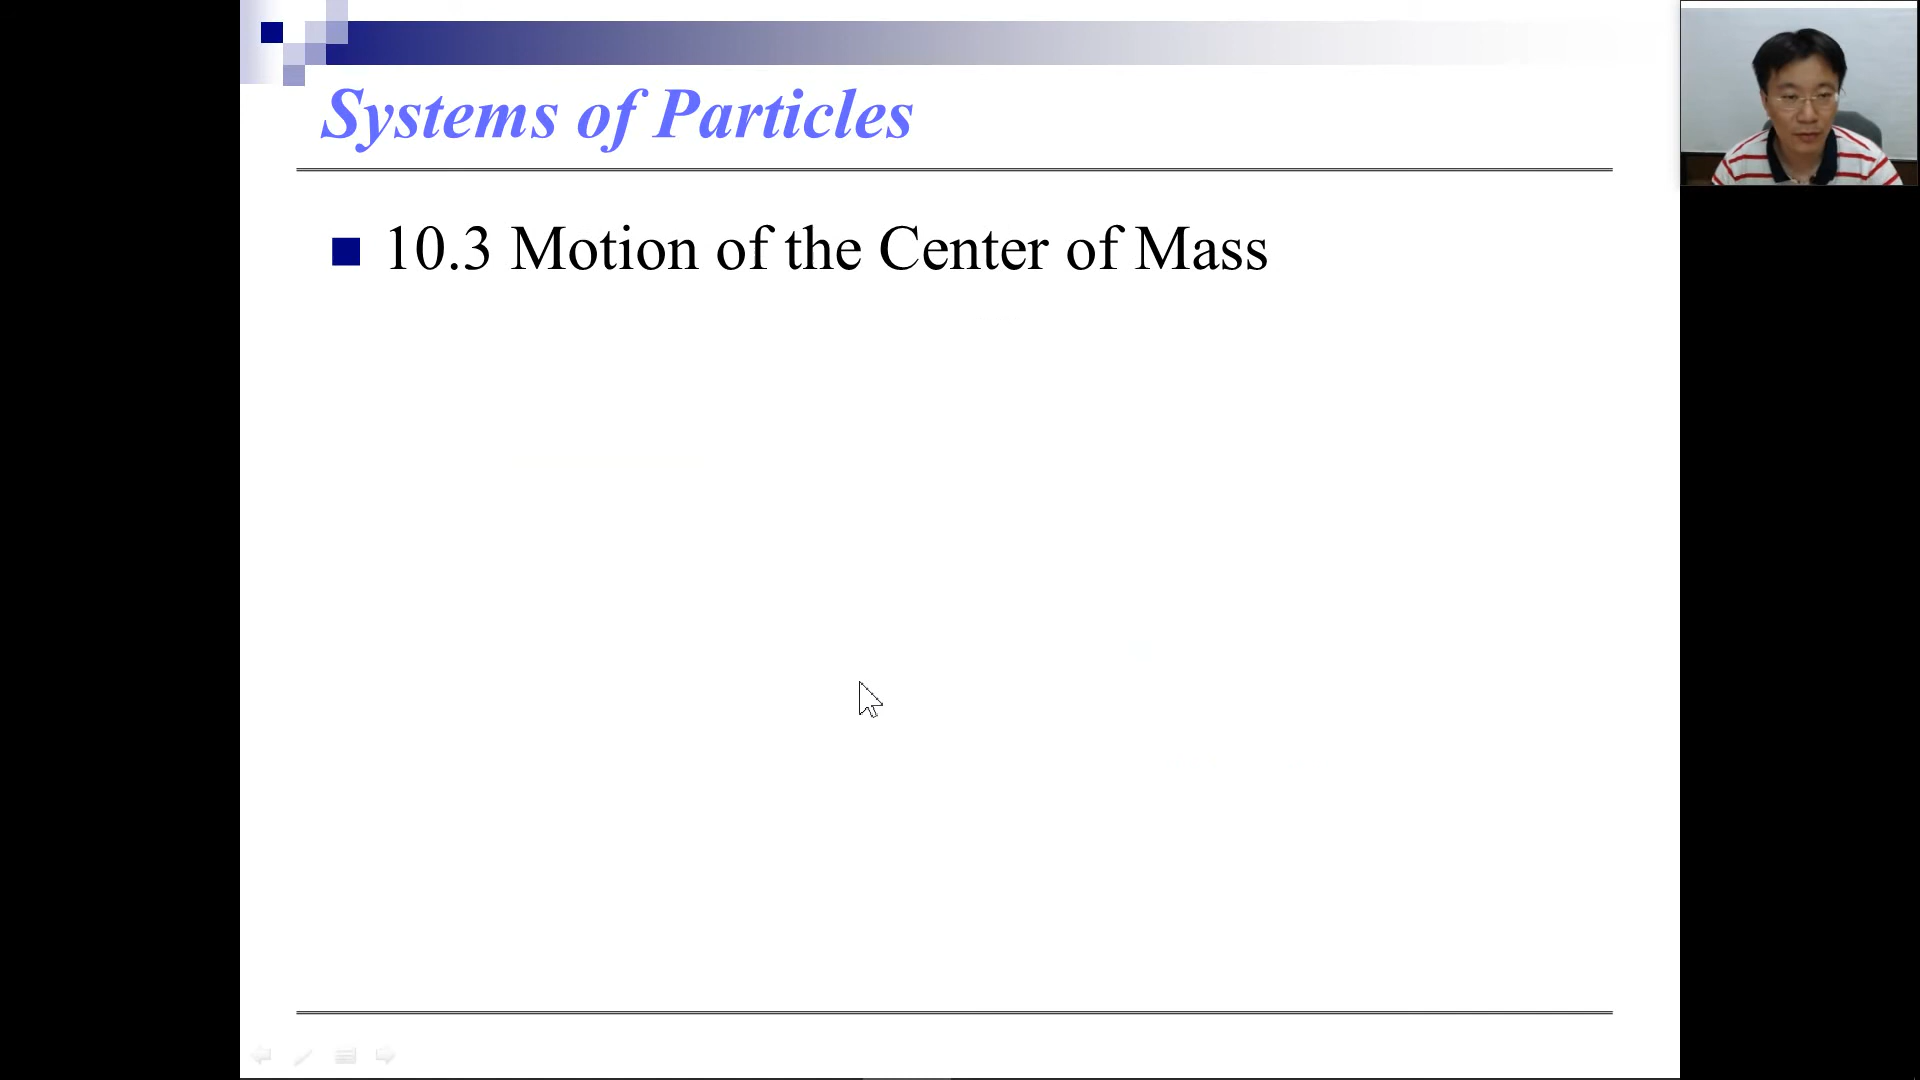 Systems of Particles
10.3 Motion of the Center of Mass